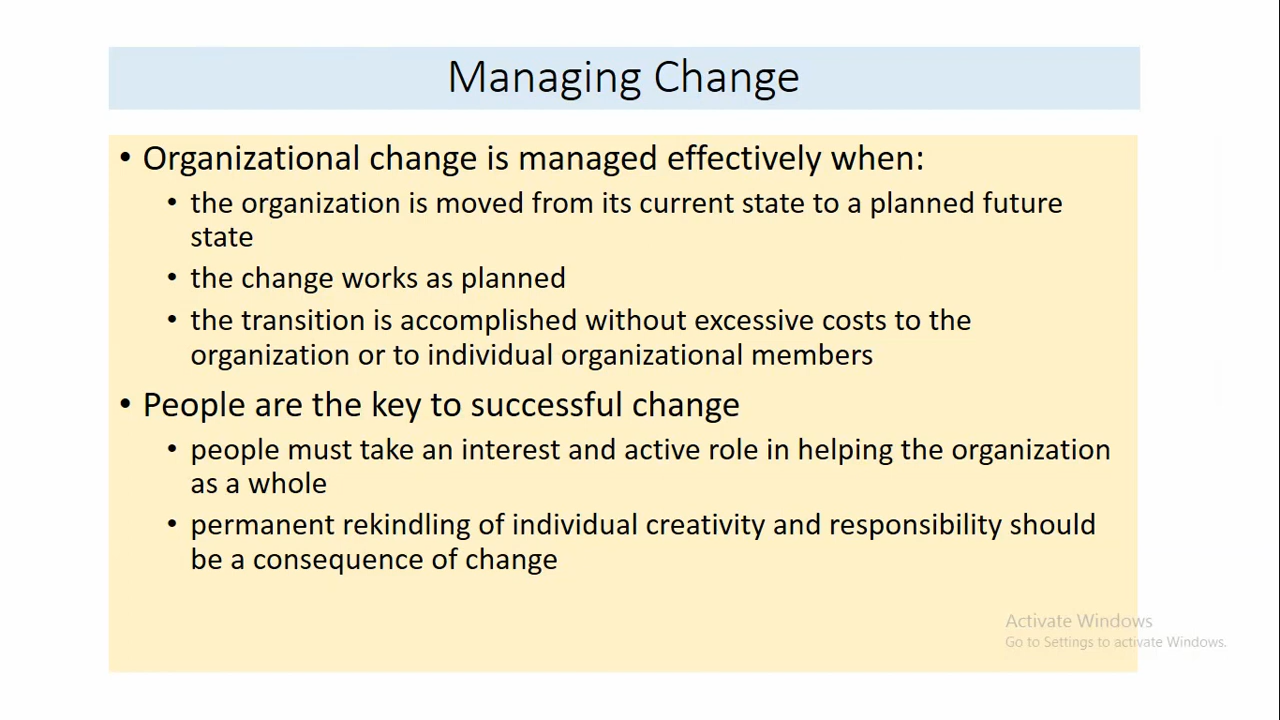 Managing Change
• Organizational change is managed effectively when:
• the organization is moved from its current state to a planned future
state
• the change works as planned
• the transition is accomplished without excessive costs to the
organization or to individual organizational members
• People are the key to successful change
• people must take an interest and active role in helping the organization
as a whole
• permanent rekindling of individual creativity and responsibility should
be a consequence of change
Activate Windows
Go to Settings to activate Windows.